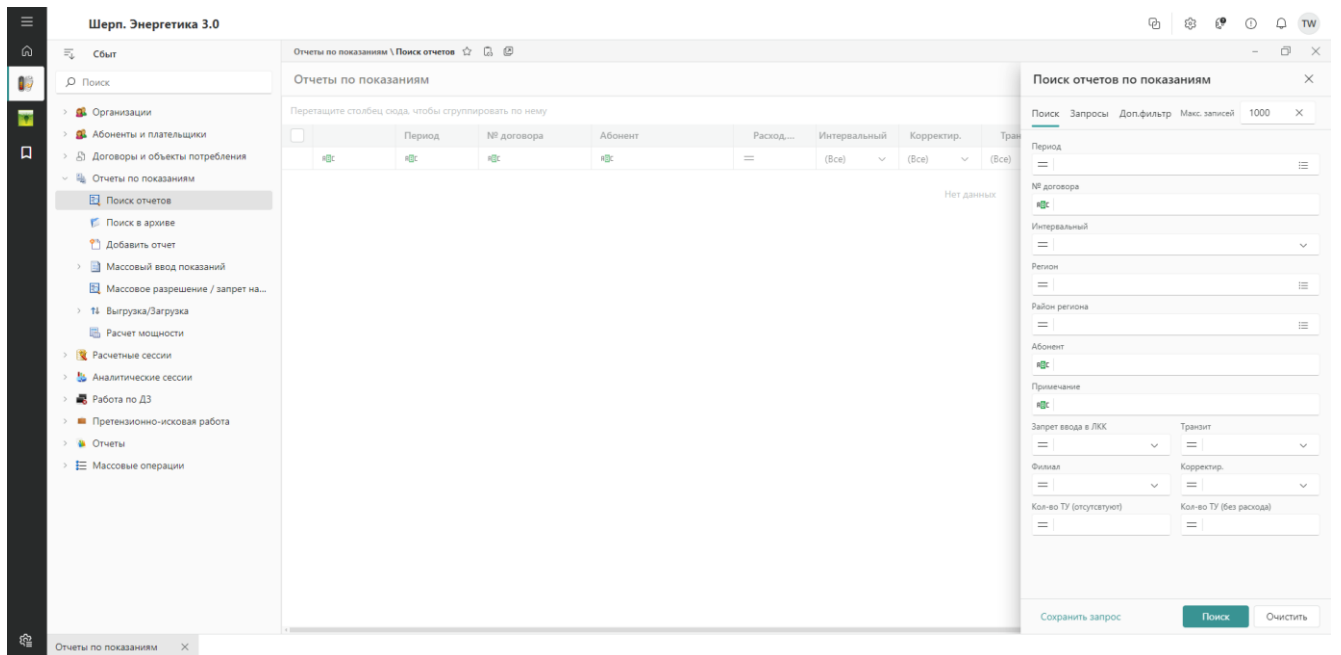 Шерп. Энергетика 3.0
TW
Сбыт
Поиск
Организации
Абоненты и плательщики
Договоры и объекты потребления
Отчеты по показаниям
Поиск отчетов
Поиск в архиве
Добавить отчет
Массовый ввод показаний
Массовое разрешение / запрет на...
Выгрузка/Загрузка
Расчет мощности
Расчетные сессии
Аналитические сессии
Работа по ДЗ
Претензионно-исковая работа
Отчеты
Массовые операции
Отчеты по показаниям \ Поиск отчетов
Отчеты по показаниям
Перетащите столбец сюда, чтобы сгруппировать по нему
Период № договора Абонент Расход,... Интервальный Корректир. Тран
(Все) (Все) (Все)
Нет данных
Поиск отчетов по показаниям
Поиск Запросы Доп.фильтр Макс. записей 1000
Период
№ договора
Интервальный
Регион
Район региона
Абонент
Примечание
Запрет ввода в ЛКК Транзит
Филиал Корректир.
Кол-во ТУ (отсутсвтуют) Кол-во ТУ (без расхода)
Сохранить запрос Поиск Очистить
Отчеты по показаниям